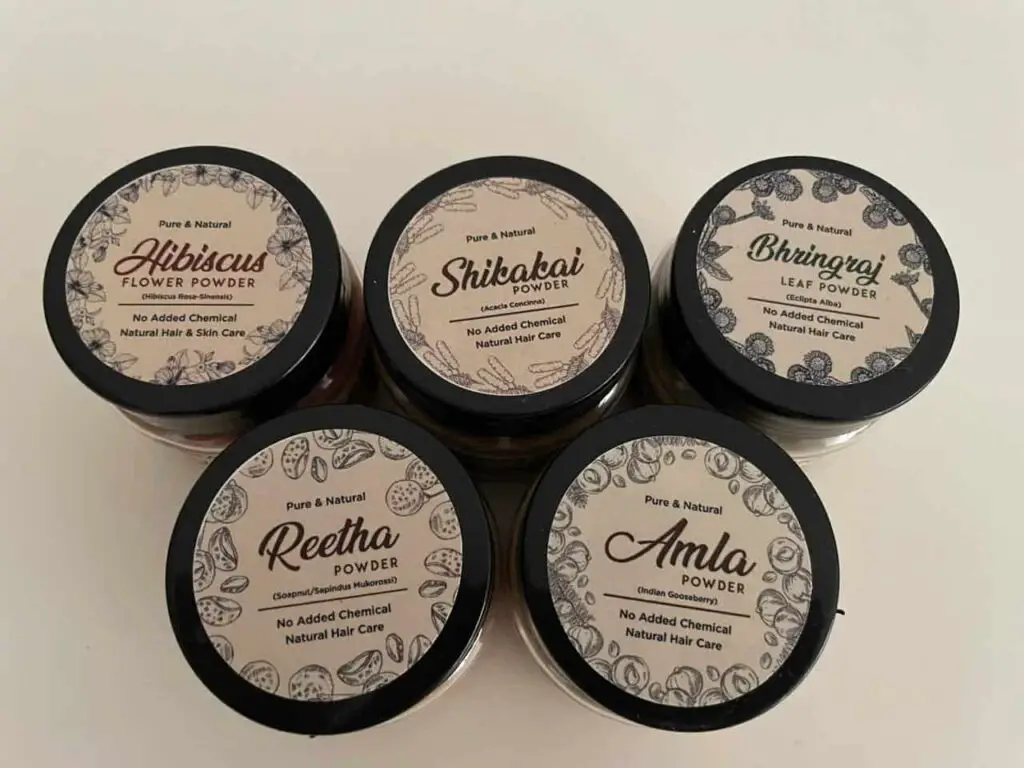 Pure & Natural
Hibiscus
FLOWER POWDER
(Hibiscus Rosa-Sinensis)
No Added Chemical
Natural Hair & Skin Care
Pure & Natural
Shikakai
POWDER
(Acacia Concinna)
No Added Chemical
Natural Hair Care
Pure & Natural
Bhringraj
LEAF POWDER
(Eclipta Alba)
No Added Chemical
Natural Hair Care
Pure & Natural
Reetha
POWDER
(Soapnut/Sapindus Mukorossi)
No Added Chemical
Natural Hair Care
Pure & Natural
Amla
POWDER
(Indian Gooseberry)
No Added Chemical
Natural Hair Care